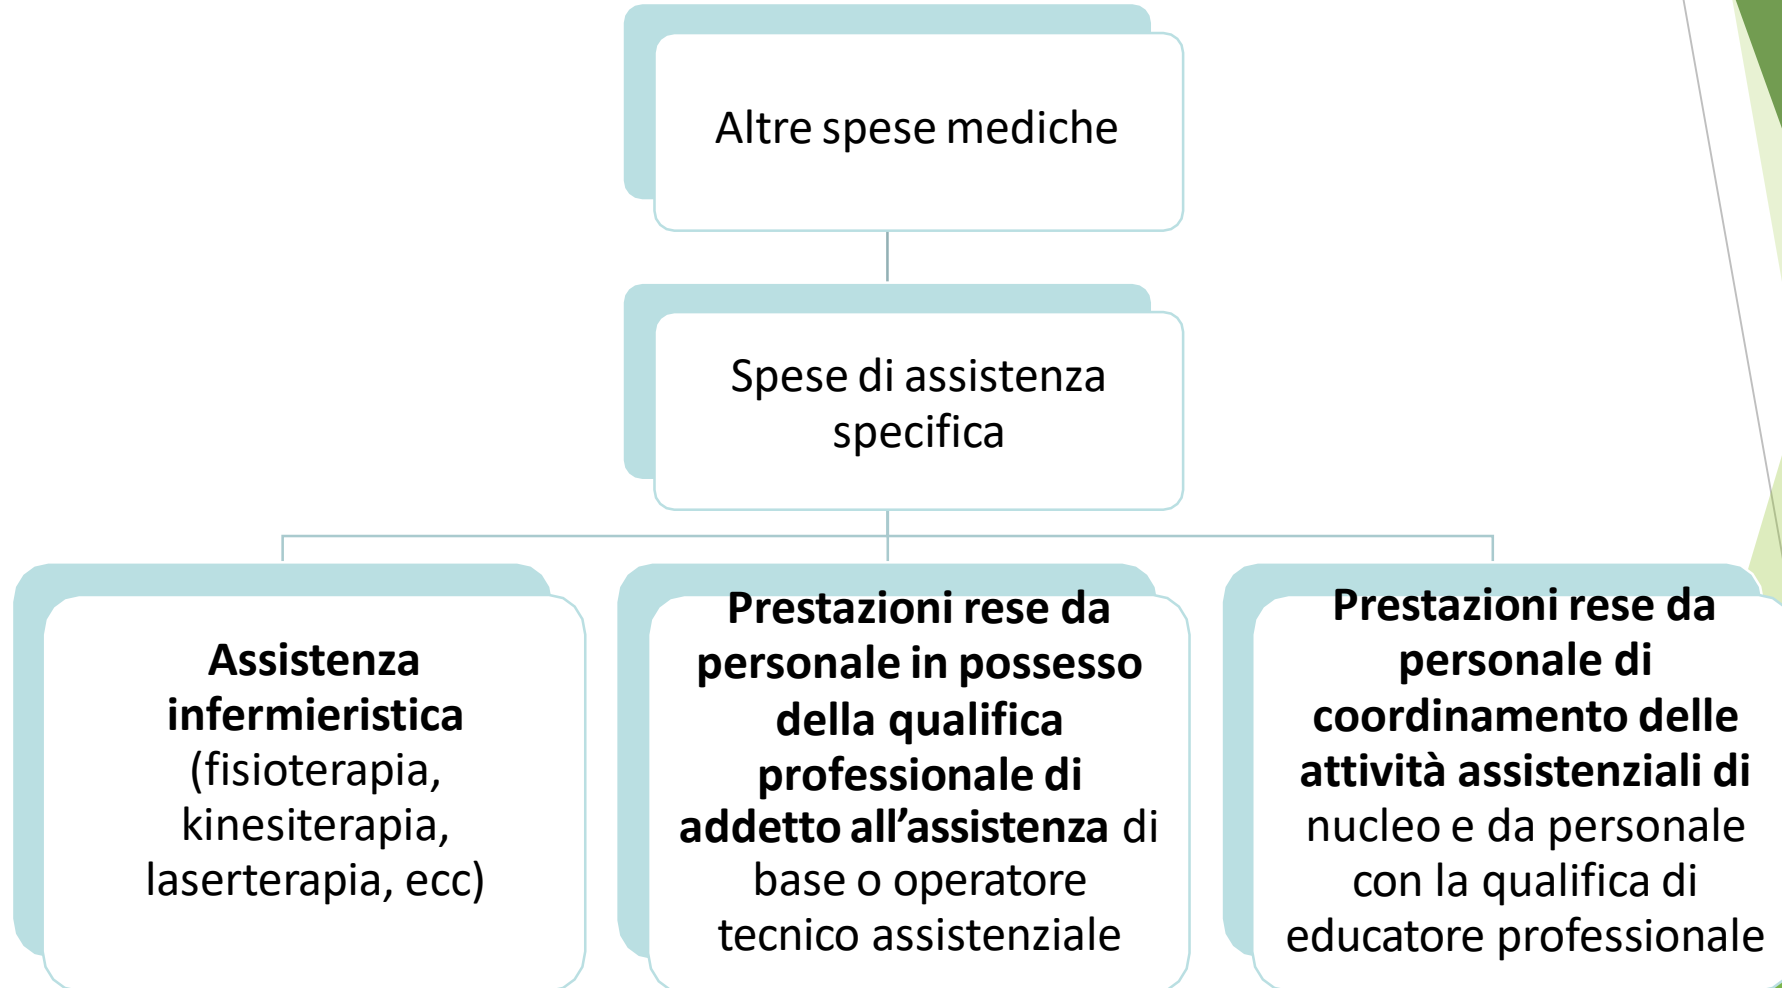 Altre spese mediche
Spese di assistenza
specifica
Assistenza
infermieristica
(fisioterapia,
kinesiterapia,
laserterapia, ecc)
Prestazioni rese da
personale in possesso
della qualifica
professionale di
addetto all’assistenza di
base o operatore
tecnico assistenziale
Prestazioni rese da
personale di
coordinamento delle
attività assistenziali di
nucleo e da personale
con la qualifica di
educatore professionale